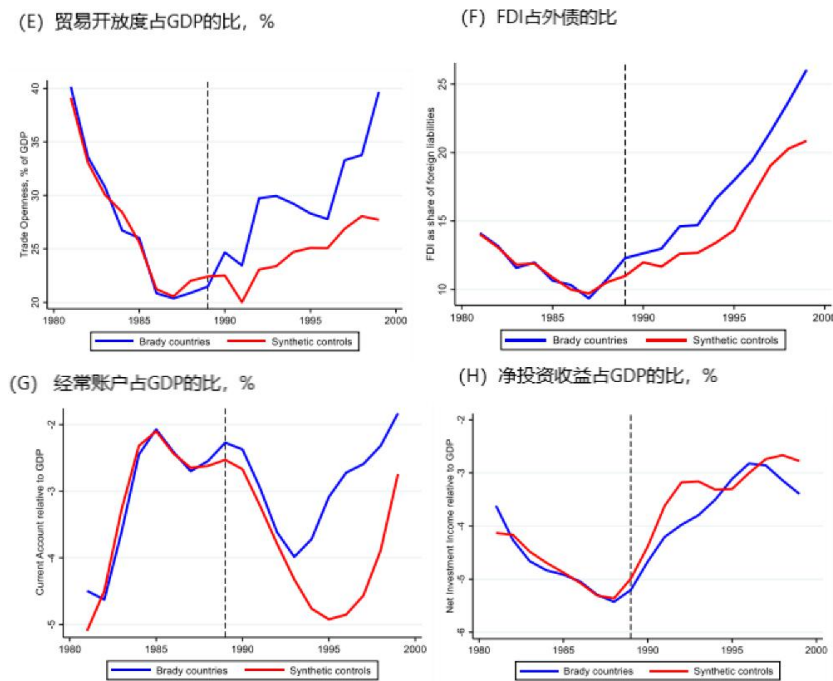 (E) 贸易开放度占GDP的比，%
Trade Openness, % of GDP
40
35
30
25
20
1980 1985 1990 1995 2000
Brady countries Synthetic controls
(F) FDI占外债的比
FDI as share of foreign liabilities
25
20
15
10
1980 1985 1990 1995 2000
Brady countries Synthetic controls
(G) 经常账户占GDP的比，%
Current Account relative to GDP
-2
-3
-4
-5
1980 1985 1990 1995 2000
Brady countries Synthetic controls
(H) 净投资收益占GDP的比，%
Net Investment Income relative to GDP
-2
-3
-4
-5
-6
1980 1985 1990 1995 2000
Brady countries Synthetic controls